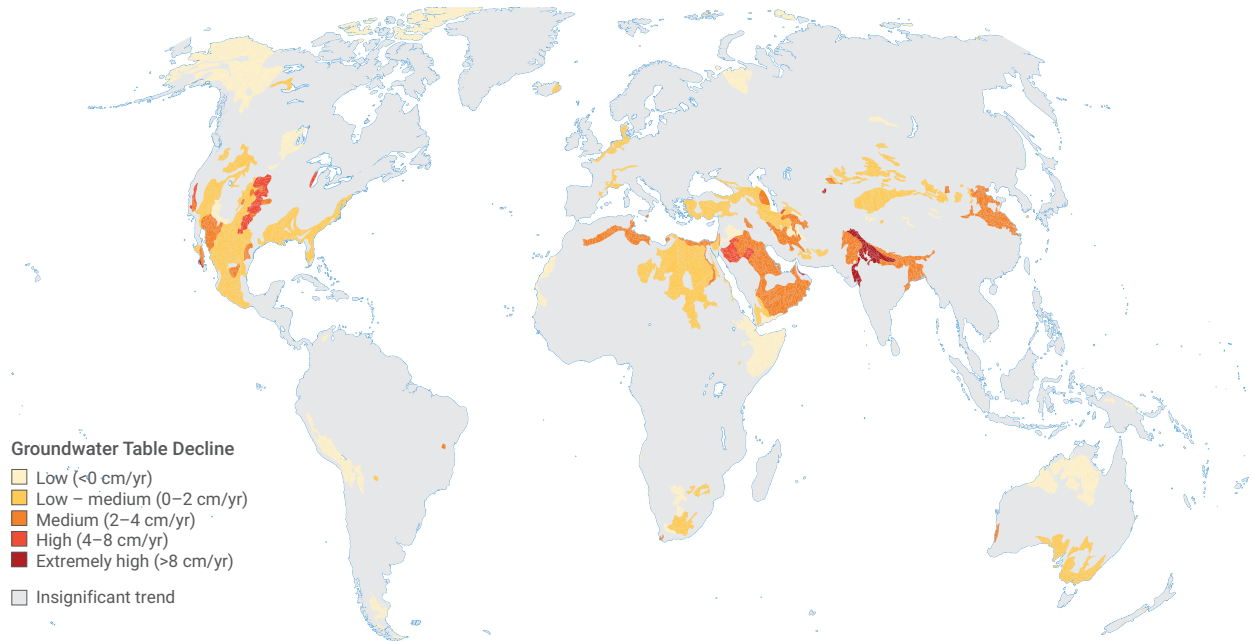 Groundwater Table Decline
Low (<0 cm/yr)
Low – medium (0–2 cm/yr)
Medium (2–4 cm/yr)
High (4–8 cm/yr)
Extremely high (>8 cm/yr)
Insignificant trend